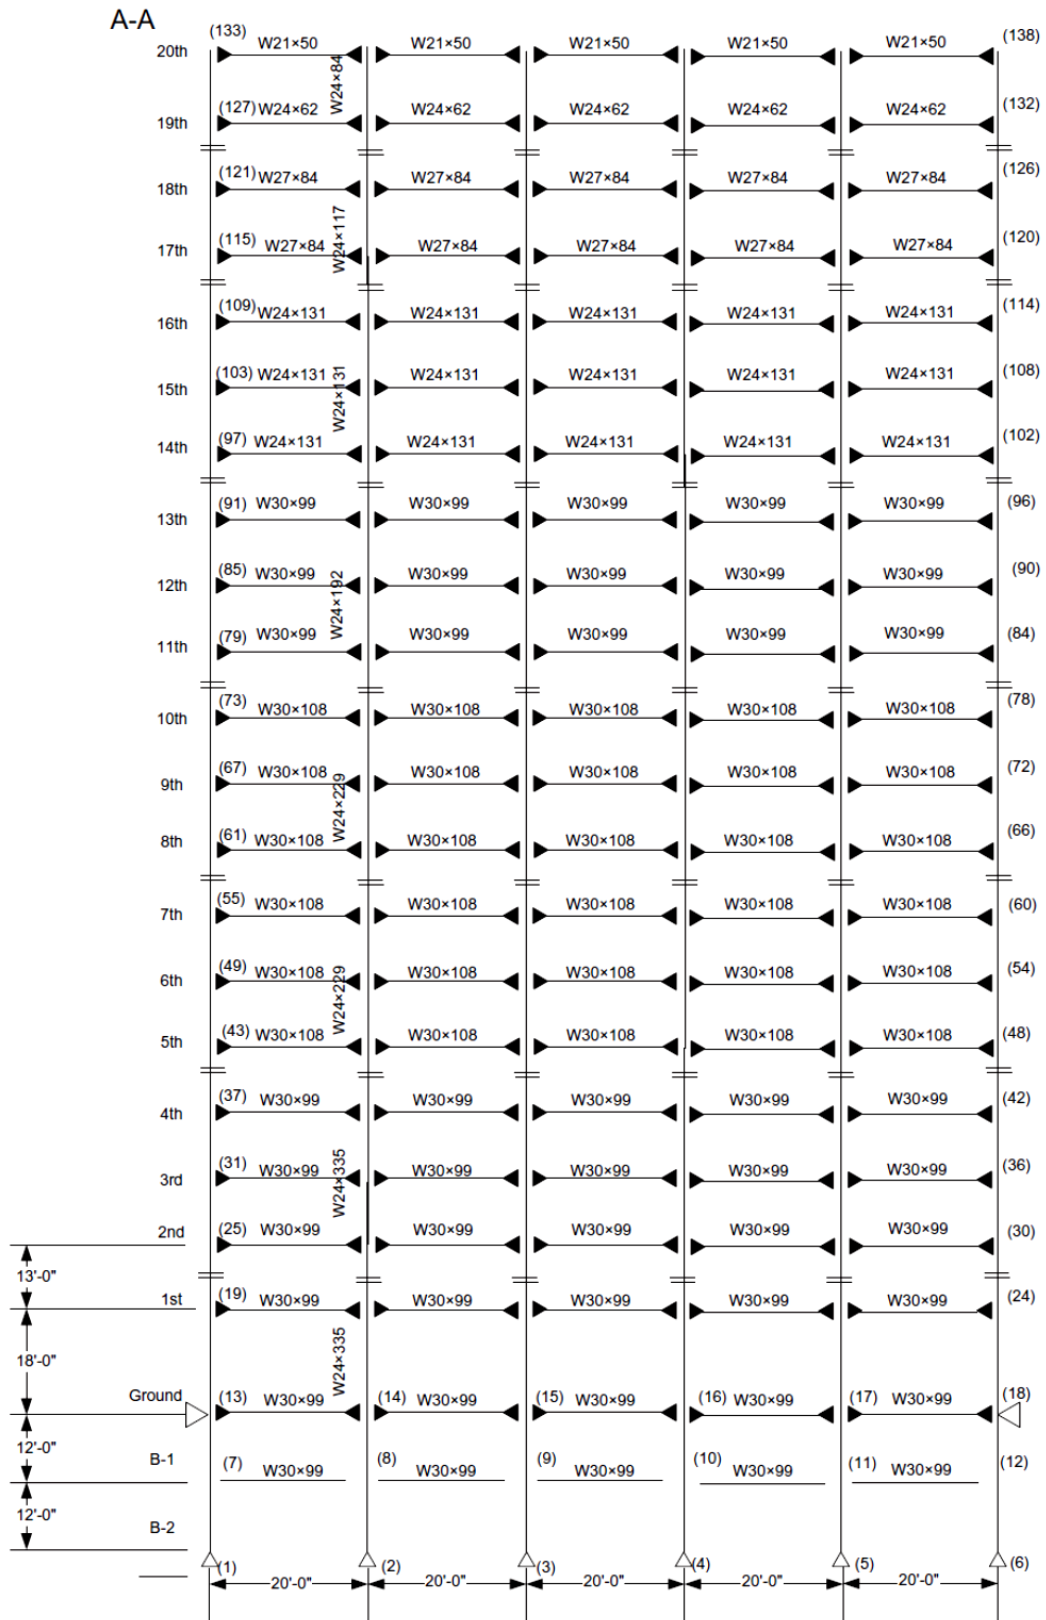 A-A
(133) W21×50 W21×50 W21×50 W21×50 W21×50 (138)
20th
W24×84
(127) W24×62 W24×62 W24×62 W24×62 W24×62 (132)
19th
(121) W27×84 W27×84 W27×84 W27×84 W27×84 (126)
18th
W24×117
(115) W27×84 W27×84 W27×84 W27×84 W27×84 (120)
17th
(109) W24×131 W24×131 W24×131 W24×131 W24×131 (114)
16th
(103) W24×131 W24×131 W24×131 W24×131 W24×131 (108)
15th
W24×131
(97) W24×131 W24×131 W24×131 W24×131 W24×131 (102)
14th
(91) W30×99 W30×99 W30×99 W30×99 W30×99 (96)
13th
(85) W30×99 W30×99 W30×99 W30×99 W30×99 (90)
12th
W24×192
(79) W30×99 W30×99 W30×99 W30×99 W30×99 (84)
11th
(73) W30×108 W30×108 W30×108 W30×108 W30×108 (78)
10th
(67) W30×108 W30×108 W30×108 W30×108 W30×108 (72)
9th
W24×229
(61) W30×108 W30×108 W30×108 W30×108 W30×108 (66)
8th
(55) W30×108 W30×108 W30×108 W30×108 W30×108 (60)
7th
(49) W30×108 W30×108 W30×108 W30×108 W30×108 (54)
6th
W24×229
(43) W30×108 W30×108 W30×108 W30×108 W30×108 (48)
5th
(37) W30×99 W30×99 W30×99 W30×99 W30×99 (42)
4th
(31) W30×99 W30×99 W30×99 W30×99 W30×99 (36)
3rd
W24×335
(25) W30×99 W30×99 W30×99 W30×99 W30×99 (30)
2nd
13'-0"
(19) W30×99 W30×99 W30×99 W30×99 W30×99 (24)
1st
18'-0"
W24×335
Ground
(13) W30×99 (14) W30×99 (15) W30×99 (16) W30×99 (17) W30×99 (18)
12'-0"
B-1
(7) W30×99 (8) W30×99 (9) W30×99 (10) W30×99 (11) W30×99 (12)
12'-0"
B-2
(1) (2) (3) (4) (5) (6)
20'-0" 20'-0" 20'-0" 20'-0" 20'-0"